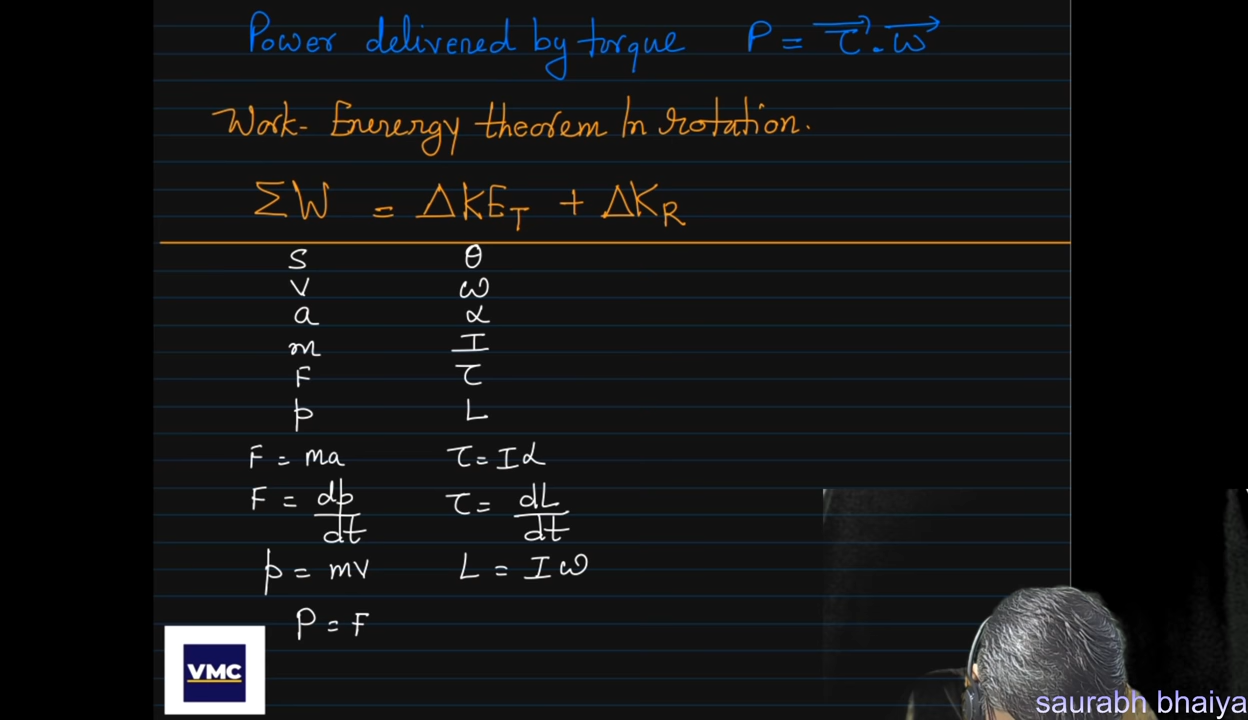 Power delivered by torque P = τ⃗ . ω⃗
Work- Enerergy theorem In rotation.
ΣW = ΔKE_T + ΔK_R
S θ
v ω
a α
m I
F τ
p L
F = ma τ = Iα
F = dp/dt τ = dL/dt
p = mv L = Iω
P = F
VMC
saurabh bhaiya